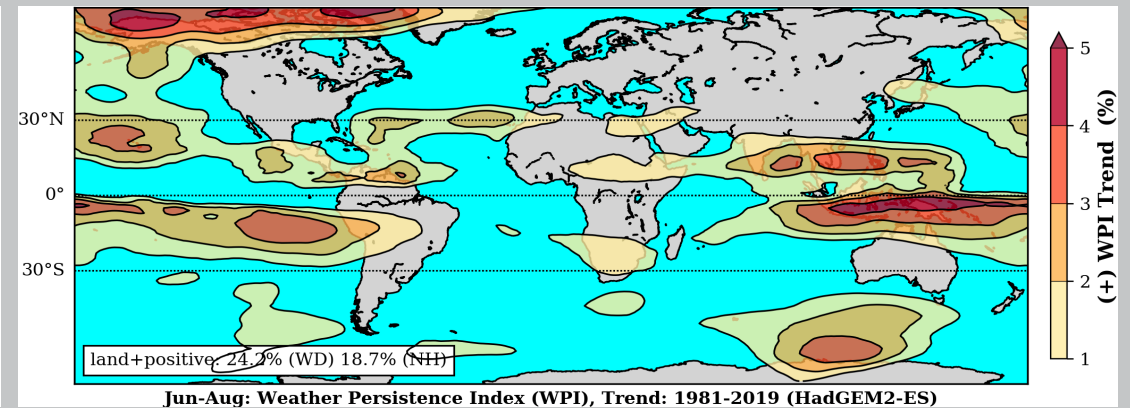 30°N
0°
30°S
land+positive: 24.2% (WD) 18.7% (NH)
5
4
3
2
1
(+) WPI Trend (%)
Jun-Aug: Weather Persistence Index (WPI), Trend: 1981-2019 (HadGEM2-ES)